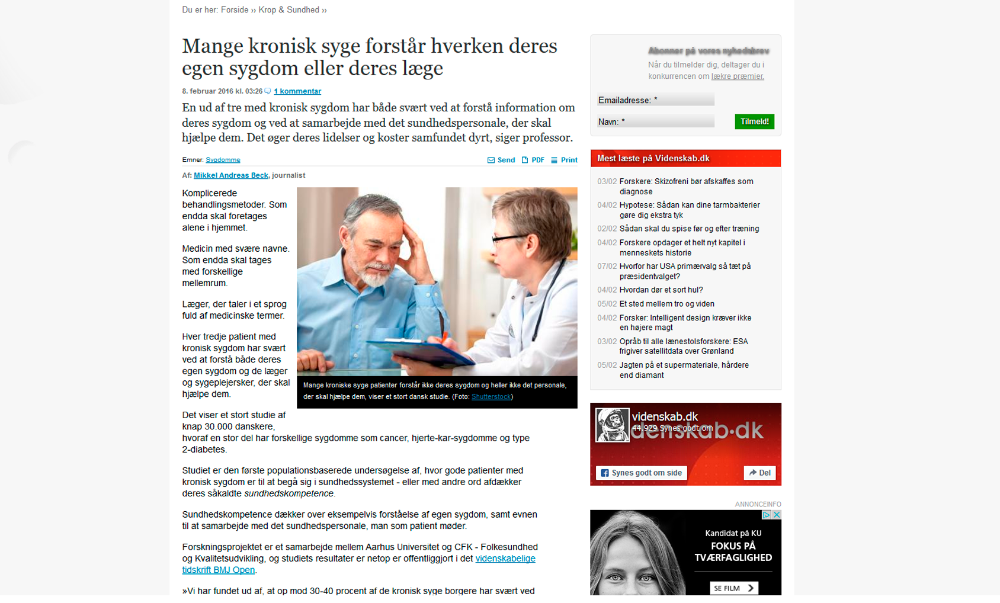 Du er her: Forside ›› Krop & Sundhed ››
Mange kronisk syge forstår hverken deres
egen sygdom eller deres læge
8. februar 2016 kl. 03:26 1 kommentar
En ud af tre med kronisk sygdom har både svært ved at forstå information om
deres sygdom og ved at samarbejde med det sundhedspersonale, der skal
hjælpe dem. Det øger deres lidelser og koster samfundet dyrt, siger professor.
Emner: Sygdomme
Send PDF Print
Af: Mikkel Andreas Beck, journalist
Komplicerede
behandlingsmetoder. Som
endda skal foretages
alene i hjemmet.
Medicin med svære navne.
Som endda skal tages
med forskellige
mellemrum.
Læger, der taler i et sprog
fuld af medicinske termer.
Hver tredje patient med
kronisk sygdom har svært
ved at forstå både deres
egen sygdom og de læger
og sygeplejersker, der skal
hjælpe dem.
Mange kroniske syge patienter forstår ikke deres sygdom og heller ikke det personale,
der skal hjælpe dem, viser et stort dansk studie. (Foto: Shutterstock)
Det viser et stort studie af
knap 30.000 danskere,
hvoraf en stor del har forskellige sygdomme som cancer, hjerte-kar-sygdomme og type
2-diabetes.
Studiet er den første populationsbaserede undersøgelse af, hvor gode patienter med
kronisk sygdom er til at begå sig i sundhedssystemet - eller med andre ord afdækker
deres såkaldte sundhedskompetence.
Sundhedskompetence dækker over eksempelvis forståelse af egen sygdom, samt evnen
til at samarbejde med det sundhedspersonale, man som patient møder.
Forskningsprojektet er et samarbejde mellem Aarhus Universitet og CFK - Folkesundhed
og Kvalitetsudvikling, og studiets resultater er netop er offentliggjort i det videnskabelige
tidskrift BMJ Open.
»Vi har fundet ud af, at op mod 30-40 procent af de kronisk syge borgere har svært ved
Abonner på vores nyhedsbrev
Når du tilmelder dig, deltager du i
konkurrencen om lækre præmier.
Emailadresse: *
Navn: *
Tilmeld!
Mest læste på Videnskab.dk
03/02 Forskere: Skizofreni bør afskaffes som
diagnose
04/02 Hypotese: Sådan kan dine tarmbakterier
gøre dig ekstra tyk
02/02 Sådan skal du spise før og efter træning
04/02 Forskere opdager et helt nyt kapitel i
menneskets historie
07/02 Hvorfor har USA primærvalg så tæt på
præsidentvalget?
04/02 Hvordan dør et sort hul?
05/02 Et sted mellem tro og viden
04/02 Forsker: Intelligent design kræver ikke
en højere magt
03/02 Opråb til alle lænestolsforskere: ESA
frigiver satellitdata over Grønland
05/02 Jagten på et supermateriale, hårdere
end diamant
videnskab.dk
44.929 Synes godt om
denskab.dk
Synes godt om side
Del
ANNONCEINFO
Kandidat på KU
FOKUS PÅ
TVÆRFAGLIGHED
SE FILM